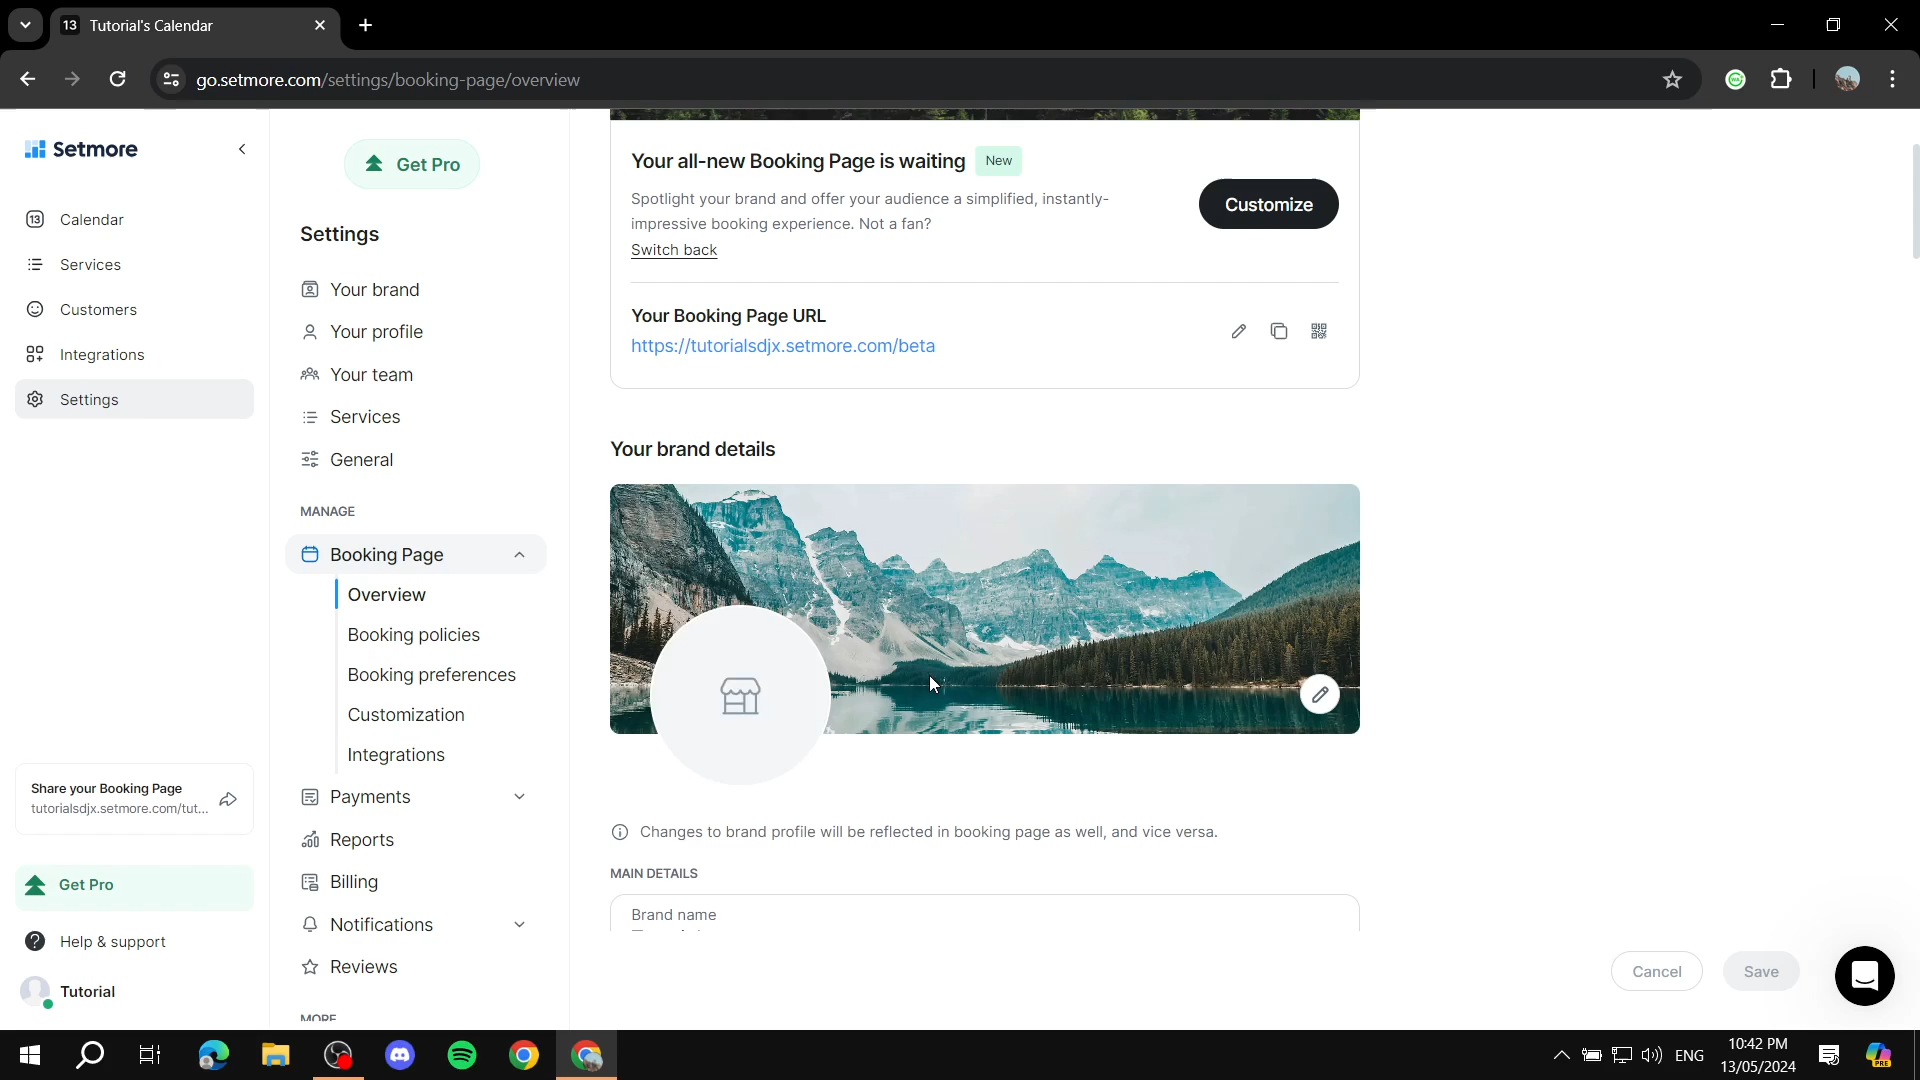 13 Tutorial's Calendar
go.setmore.com/settings/booking-page/overview
Setmore
13 Calendar
Services
Customers
Integrations
Settings
Share your Booking Page
tutorialsdjx.setmore.com/tut...
Get Pro
Help & support
Tutorial
Get Pro
Settings
Your brand
Your profile
Your team
Services
General
MANAGE
Booking Page
Overview
Booking policies
Booking preferences
Customization
Integrations
Payments
Reports
Billing
Notifications
Reviews
MORE
Your all-new Booking Page is waiting New
Spotlight your brand and offer your audience a simplified, instantly-
impressive booking experience. Not a fan?
Switch back
Customize
Your Booking Page URL
https://tutorialsdjx.setmore.com/beta
Your brand details
Changes to brand profile will be reflected in booking page as well, and vice versa.
MAIN DETAILS
Brand name
Cancel
Save
ENG
10:42 PM
13/05/2024
PRE